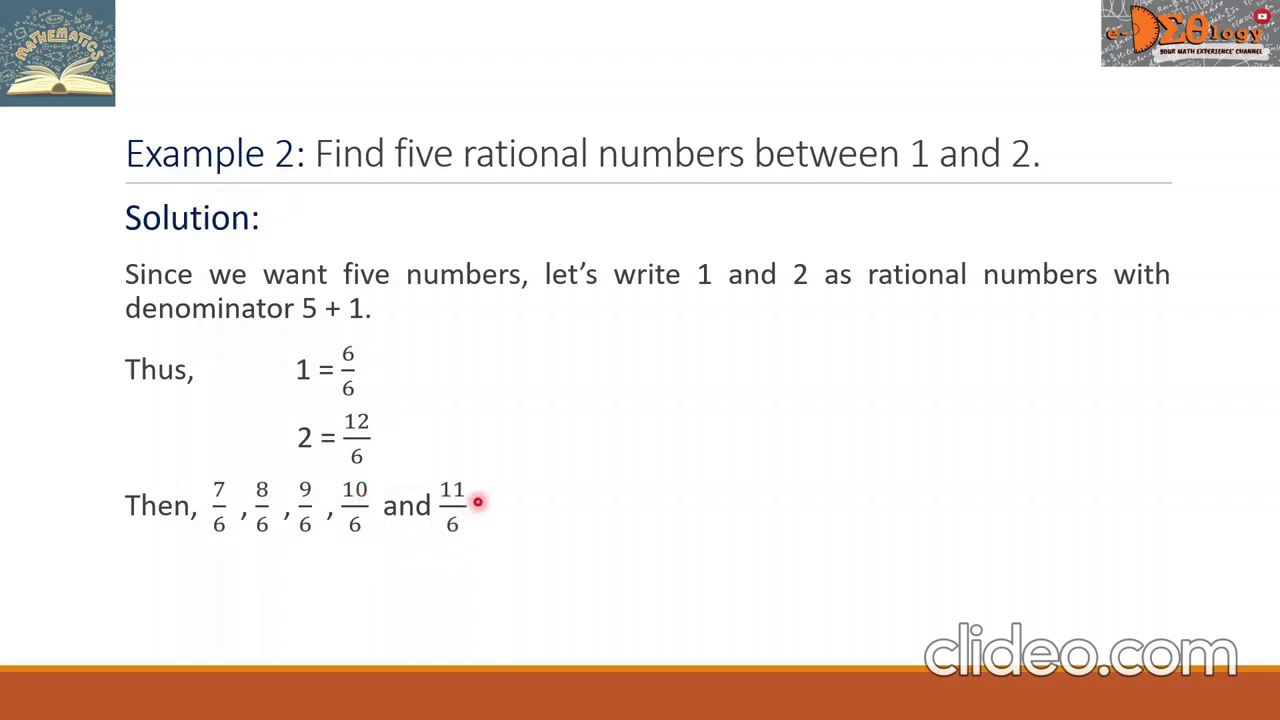 MATHEMATICS
e-DΣθlogy
YOUR MATH EXPERIENCE CHANNEL
Example 2: Find five rational numbers between 1 and 2.
Solution:
Since we want five numbers, let's write 1 and 2 as rational numbers with
denominator 5 + 1.
Thus, 1 = 6/6
2 = 12/6
Then, 7/6 , 8/6 , 9/6 , 10/6 and 11/6
clideo.com